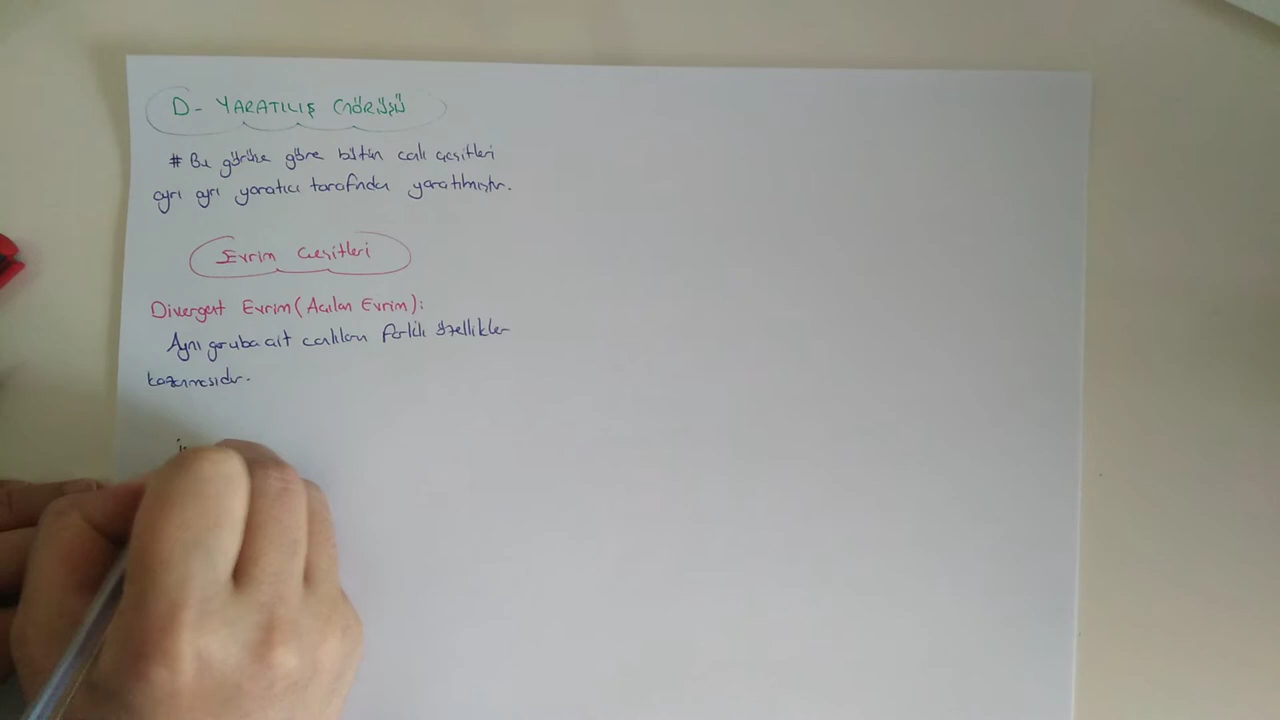 D- YARATILIŞ GÖRÜŞÜ
# Bu görüşe göre bütün canlı çeşitleri
ayrı ayrı yaratıcı tarafından yaratılmıştır.
Evrim Çeşitleri
Divergent Evrim (Açılan Evrim):
Aynı gruba ait canlıların farklı özellikler
kazanmasıdır.